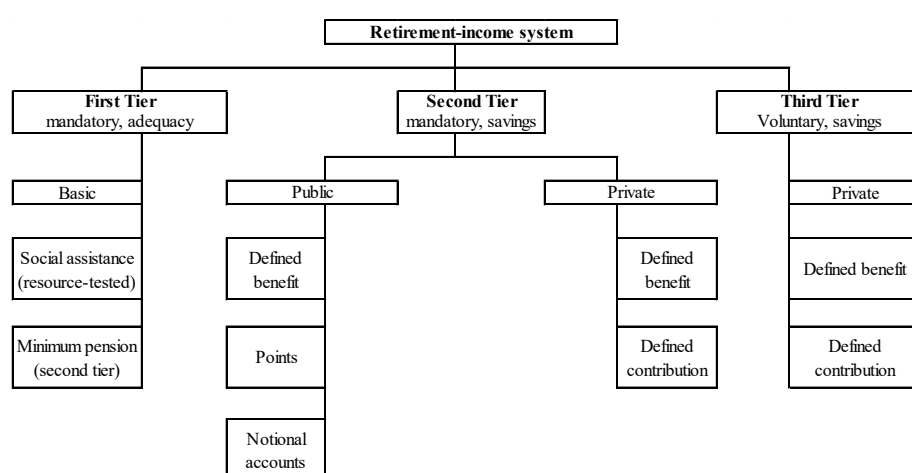 Retirement-income system
First Tier
mandatory, adequacy
Second Tier
mandatory, savings
Third Tier
Voluntary, savings
Basic
Public
Private
Private
Social assistance
(resource-tested)
Defined
benefit
Defined
benefit
Defined benefit
Minimum pension
(second tier)
Points
Defined
contribution
Defined
contribution
Notional
accounts